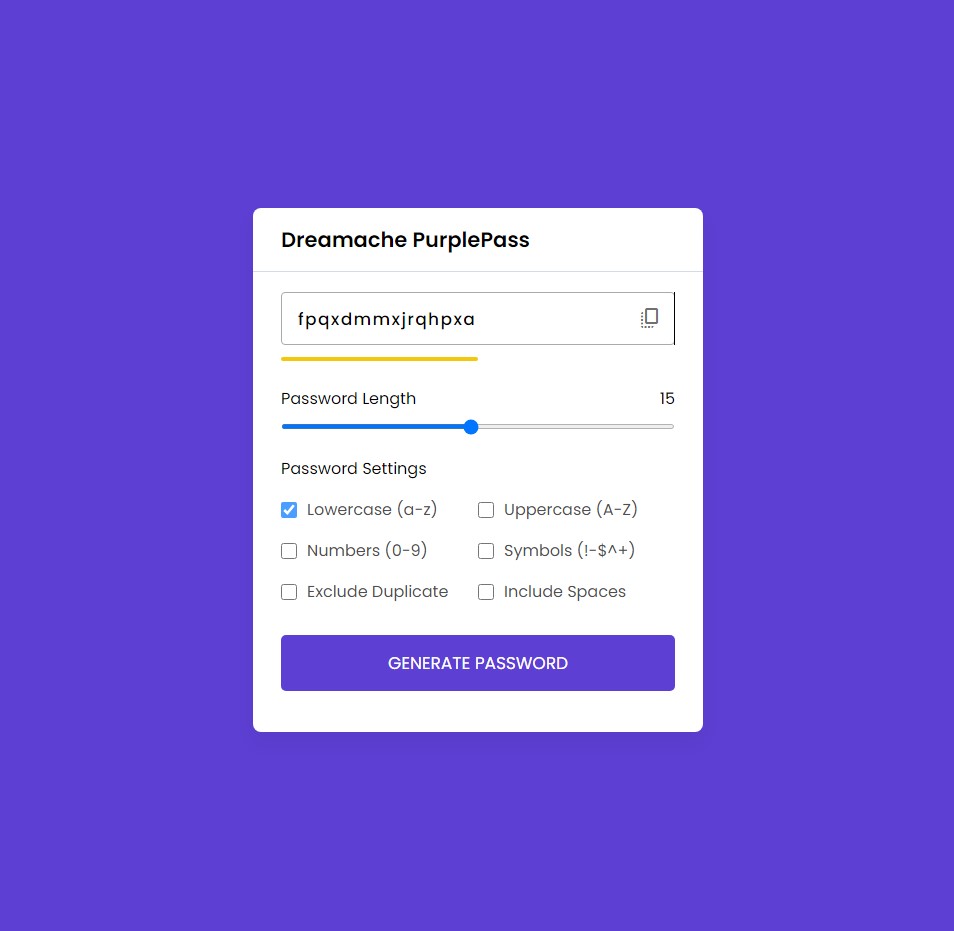 Dreamache PurplePass
fpqxdmmxjrqhpxa
Password Length 15
Password Settings
Lowercase (a-z) Uppercase (A-Z)
Numbers (0-9) Symbols (!-$^+)
Exclude Duplicate Include Spaces
GENERATE PASSWORD